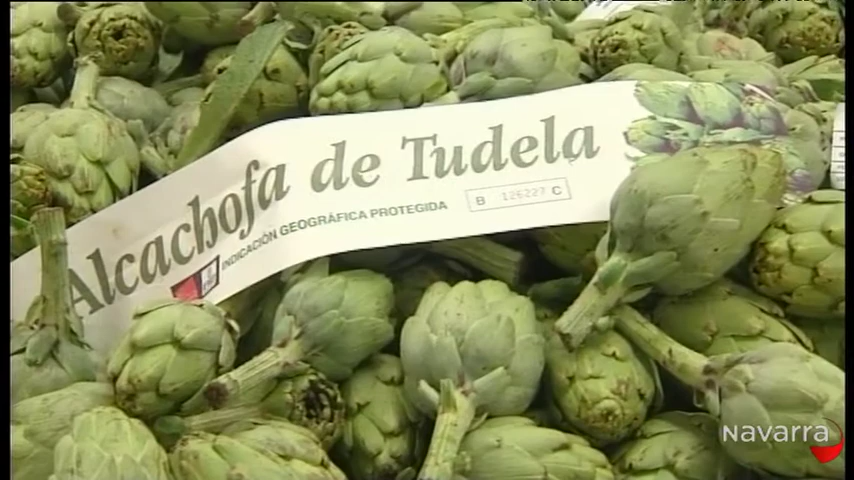 Alcachofa de Tudela
INDICACIÓN GEOGRÁFICA PROTEGIDA
B 126227 C
NAVARRA